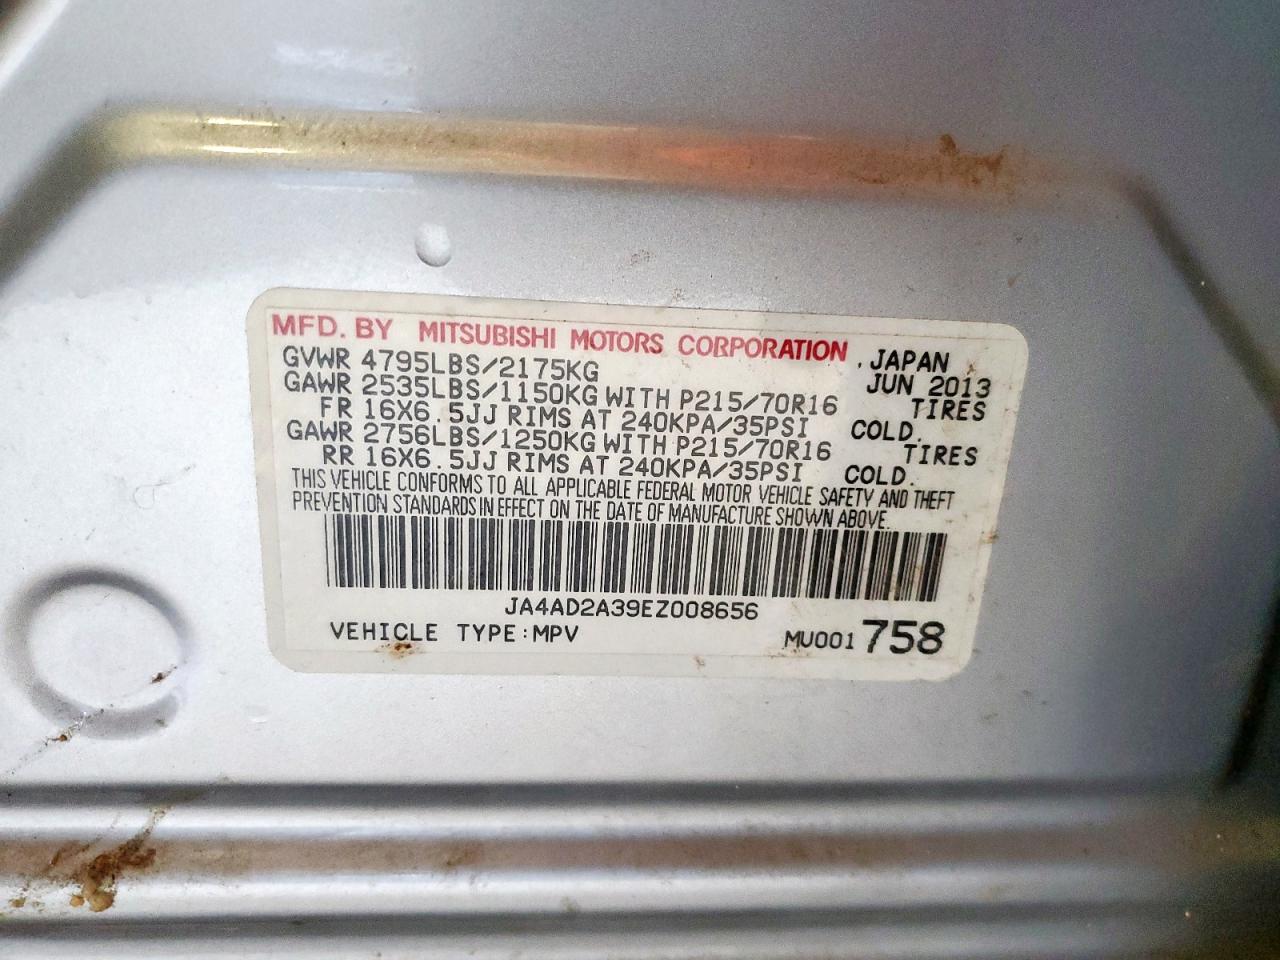 MFD. BY MITSUBISHI MOTORS CORPORATION , JAPAN
GVWR 4795LBS/2175KG JUN 2013
GAWR 2535LBS/1150KG WITH P215/70R16 TIRES
FR 16X6.5JJ RIMS AT 240KPA/35PSI COLD.
GAWR 2756LBS/1250KG WITH P215/70R16 TIRES
RR 16X6.5JJ RIMS AT 240KPA/35PSI COLD.
THIS VEHICLE CONFORMS TO ALL APPLICABLE FEDERAL MOTOR VEHICLE SAFETY AND THEFT
PREVENTION STANDARDS IN EFFECT ON THE DATE OF MANUFACTURE SHOWN ABOVE.
JA4AD2A39EZ008656
VEHICLE TYPE:MPV MU001 758